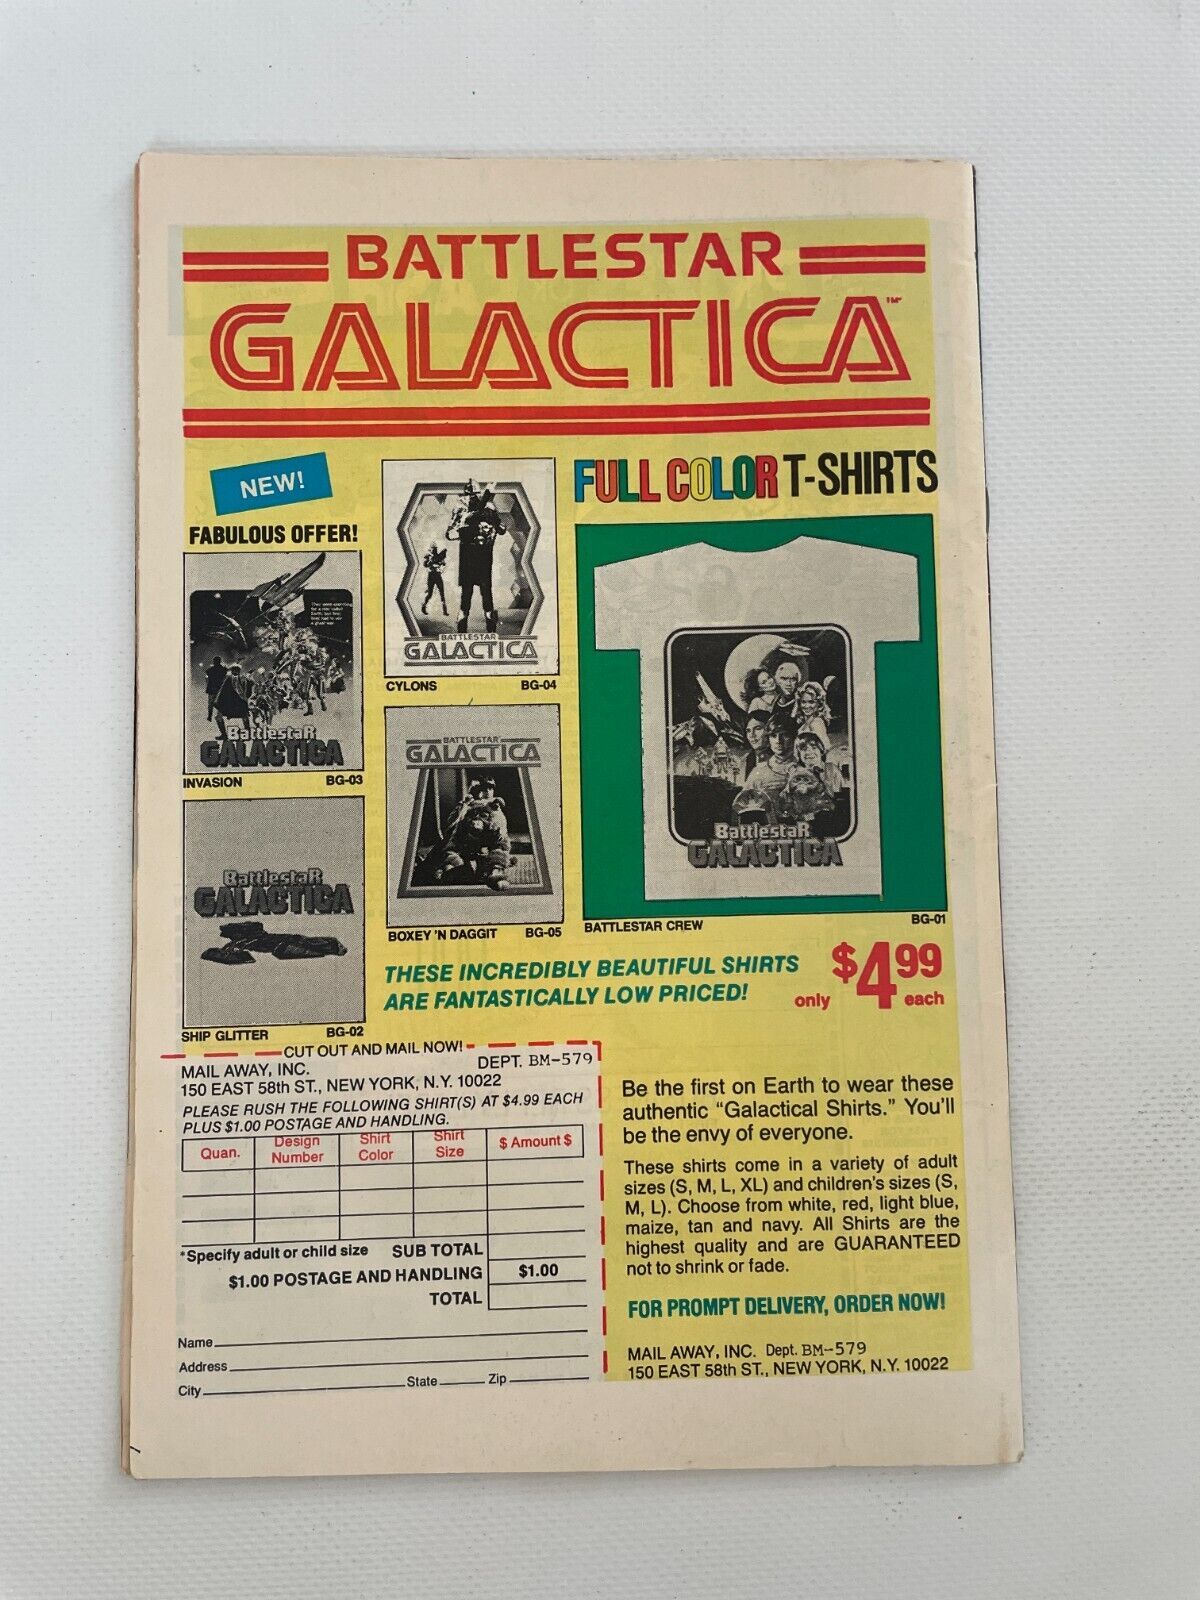 BATTLESTAR
GALACTICA™
NEW!
FABULOUS OFFER!
FULL COLOR T-SHIRTS
BattlestaR
GALACTICA
INVASION BG-03
BATTLESTAR
GALACTICA
CYLONS BG-04
BattlestaR
GALACTICA
SHIP GLITTER BG-02
BATTLESTAR
GALACTICA
BOXEY 'N DAGGIT BG-05
BattlestaR
GALACTICA
BATTLESTAR CREW BG-01
THESE INCREDIBLY BEAUTIFUL SHIRTS
ARE FANTASTICALLY LOW PRICED!
only $4.99 each
CUT OUT AND MAIL NOW!
MAIL AWAY, INC. DEPT. BM-579
150 EAST 58th ST., NEW YORK, N.Y. 10022
PLEASE RUSH THE FOLLOWING SHIRT(S) AT $4.99 EACH
PLUS $1.00 POSTAGE AND HANDLING.
Quan. Design Number Shirt Color Shirt Size $ Amount $
*Specify adult or child size SUB TOTAL
$1.00 POSTAGE AND HANDLING $1.00
TOTAL
Name
Address
City State Zip
Be the first on Earth to wear these
authentic "Galactical Shirts." You'll
be the envy of everyone.
These shirts come in a variety of adult
sizes (S, M, L, XL) and children's sizes (S,
M, L). Choose from white, red, light blue,
maize, tan and navy. All Shirts are the
highest quality and are GUARANTEED
not to shrink or fade.
FOR PROMPT DELIVERY, ORDER NOW!
MAIL AWAY, INC. Dept. BM-579
150 EAST 58th ST., NEW YORK, N.Y. 10022